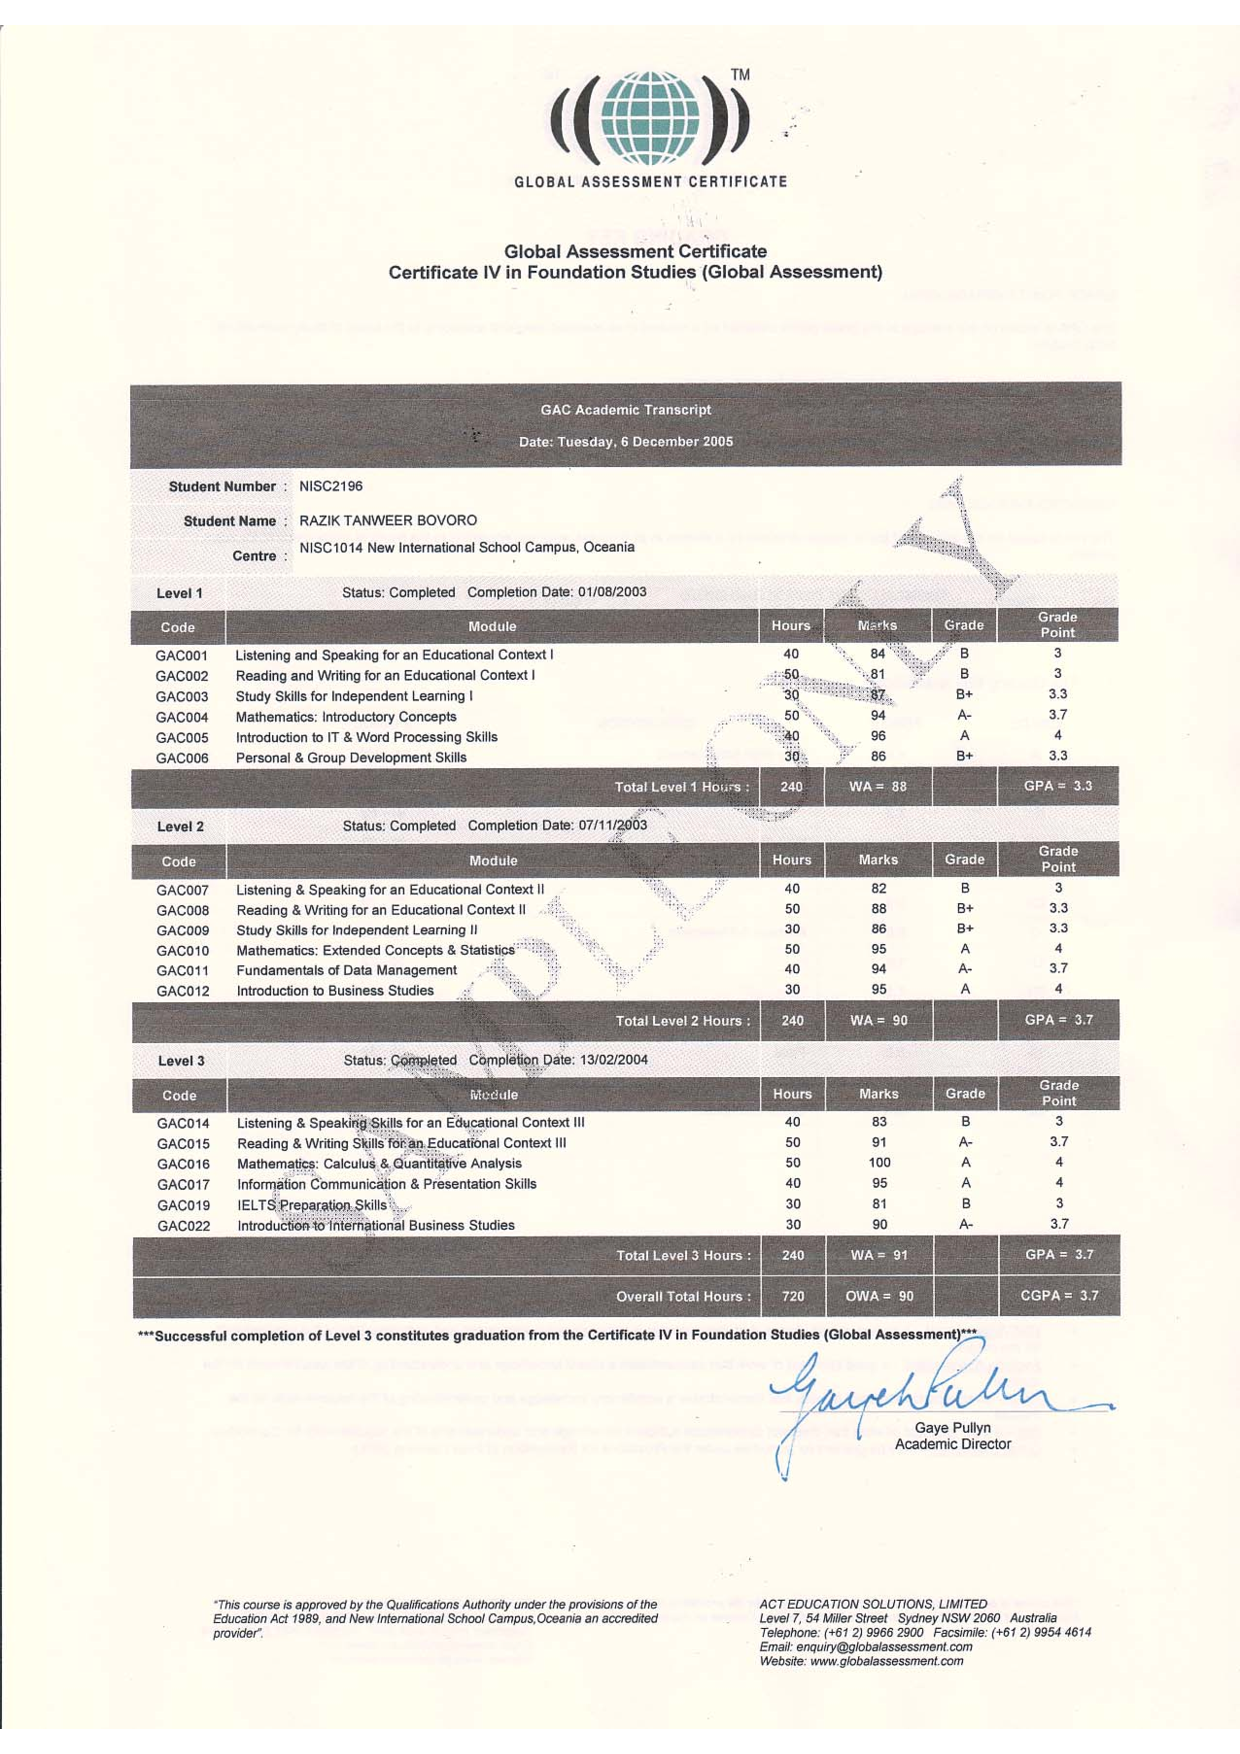 TM
GLOBAL ASSESSMENT CERTIFICATE
Global Assessment Certificate
Certificate IV in Foundation Studies (Global Assessment)
GAC Academic Transcript
Date: Tuesday, 6 December 2005
Student Number : NISC2196
Student Name : RAZIK TANWEER BOVORO
Centre : NISC1014 New International School Campus, Oceania
Level 1 Status: Completed Completion Date: 01/08/2003
Code Module Hours Marks Grade Grade Point
GAC001 Listening and Speaking for an Educational Context I 40 84 B 3
GAC002 Reading and Writing for an Educational Context I 50 81 B 3
GAC003 Study Skills for Independent Learning I 30 87 B+ 3.3
GAC004 Mathematics: Introductory Concepts 50 94 A- 3.7
GAC005 Introduction to IT & Word Processing Skills 40 96 A 4
GAC006 Personal & Group Development Skills 30 86 B+ 3.3
Total Level 1 Hours : 240 WA = 88 GPA = 3.3
Level 2 Status: Completed Completion Date: 07/11/2003
Code Module Hours Marks Grade Grade Point
GAC007 Listening & Speaking for an Educational Context II 40 82 B 3
GAC008 Reading & Writing for an Educational Context II 50 88 B+ 3.3
GAC009 Study Skills for Independent Learning II 30 86 B+ 3.3
GAC010 Mathematics: Extended Concepts & Statistics 50 95 A 4
GAC011 Fundamentals of Data Management 40 94 A- 3.7
GAC012 Introduction to Business Studies 30 95 A 4
Total Level 2 Hours : 240 WA = 90 GPA = 3.7
Level 3 Status: Completed Completion Date: 13/02/2004
Code Module Hours Marks Grade Grade Point
GAC014 Listening & Speaking Skills for an Educational Context III 40 83 B 3
GAC015 Reading & Writing Skills for an Educational Context III 50 91 A- 3.7
GAC016 Mathematics: Calculus & Quantitative Analysis 50 100 A 4
GAC017 Information Communication & Presentation Skills 40 95 A 4
GAC019 IELTS Preparation Skills 30 81 B 3
GAC022 Introduction to International Business Studies 30 90 A- 3.7
Total Level 3 Hours : 240 WA = 91 GPA = 3.7
Overall Total Hours : 720 OWA = 90 CGPA = 3.7
SAMPLE ONLY
***Successful completion of Level 3 constitutes graduation from the Certificate IV in Foundation Studies (Global Assessment)***
Gaye Pullyn
Gaye Pullyn
Academic Director
"This course is approved by the Qualifications Authority under the provisions of the
Education Act 1989, and New International School Campus,Oceania an accredited
provider".
ACT EDUCATION SOLUTIONS, LIMITED
Level 7, 54 Miller Street Sydney NSW 2060 Australia
Telephone: (+61 2) 9966 2900 Facsimile: (+61 2) 9954 4614
Email: enquiry@globalassessment.com
Website: www.globalassessment.com